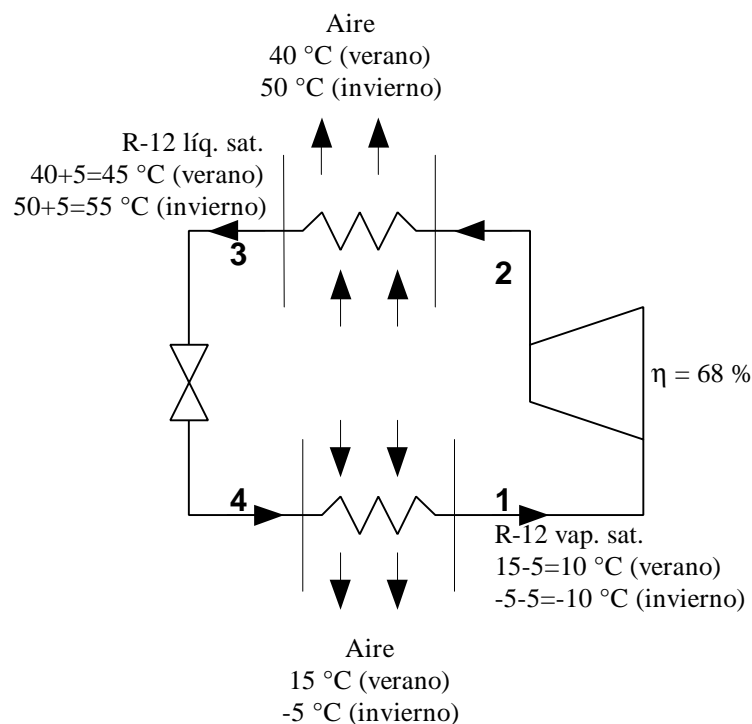 Aire
40 °C (verano)
50 °C (invierno)
R-12 líq. sat.
40+5=45 °C (verano)
50+5=55 °C (invierno)
3
2
η = 68 %
4
1
R-12 vap. sat.
15-5=10 °C (verano)
-5-5=-10 °C (invierno)
Aire
15 °C (verano)
-5 °C (invierno)